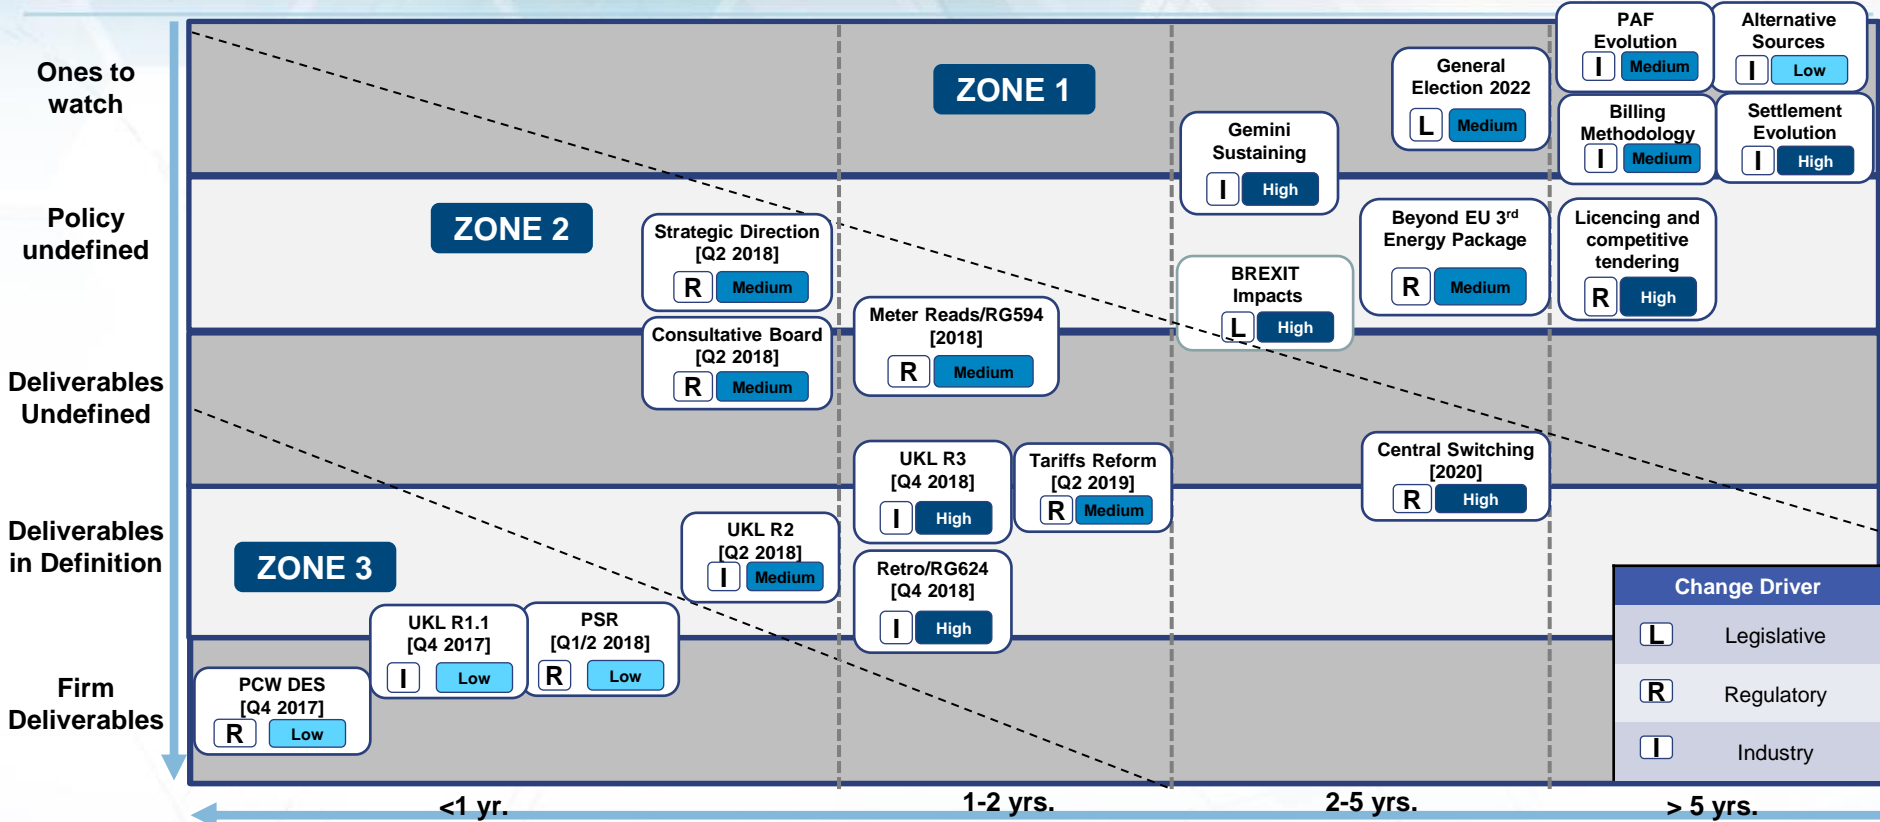 Ones to
watch
ZONE 1
General
Election 2022
L Medium
PAF
Evolution
I Medium
Alternative
Sources
I Low
Gemini
Sustaining
I High
Billing
Methodology
I Medium
Settlement
Evolution
I High
Policy
undefined
ZONE 2
Strategic Direction
[Q2 2018]
R Medium
BREXIT
Impacts
L High
Beyond EU 3rd
Energy Package
R Medium
Licencing and
competitive
tendering
R High
Consultative Board
[Q2 2018]
R Medium
Meter Reads/RG594
[2018]
R Medium
Deliverables
Undefined
UKL R3
[Q4 2018]
I High
Tariffs Reform
[Q2 2019]
R Medium
Central Switching
[2020]
R High
Deliverables
in Definition
ZONE 3
UKL R2
[Q2 2018]
I Medium
Retro/RG624
[Q4 2018]
I High
UKL R1.1
[Q4 2017]
I Low
PSR
[Q1/2 2018]
R Low
Firm
Deliverables
PCW DES
[Q4 2017]
R Low
Change Driver
L Legislative
R Regulatory
I Industry
<1 yr.
1-2 yrs.
2-5 yrs.
> 5 yrs.